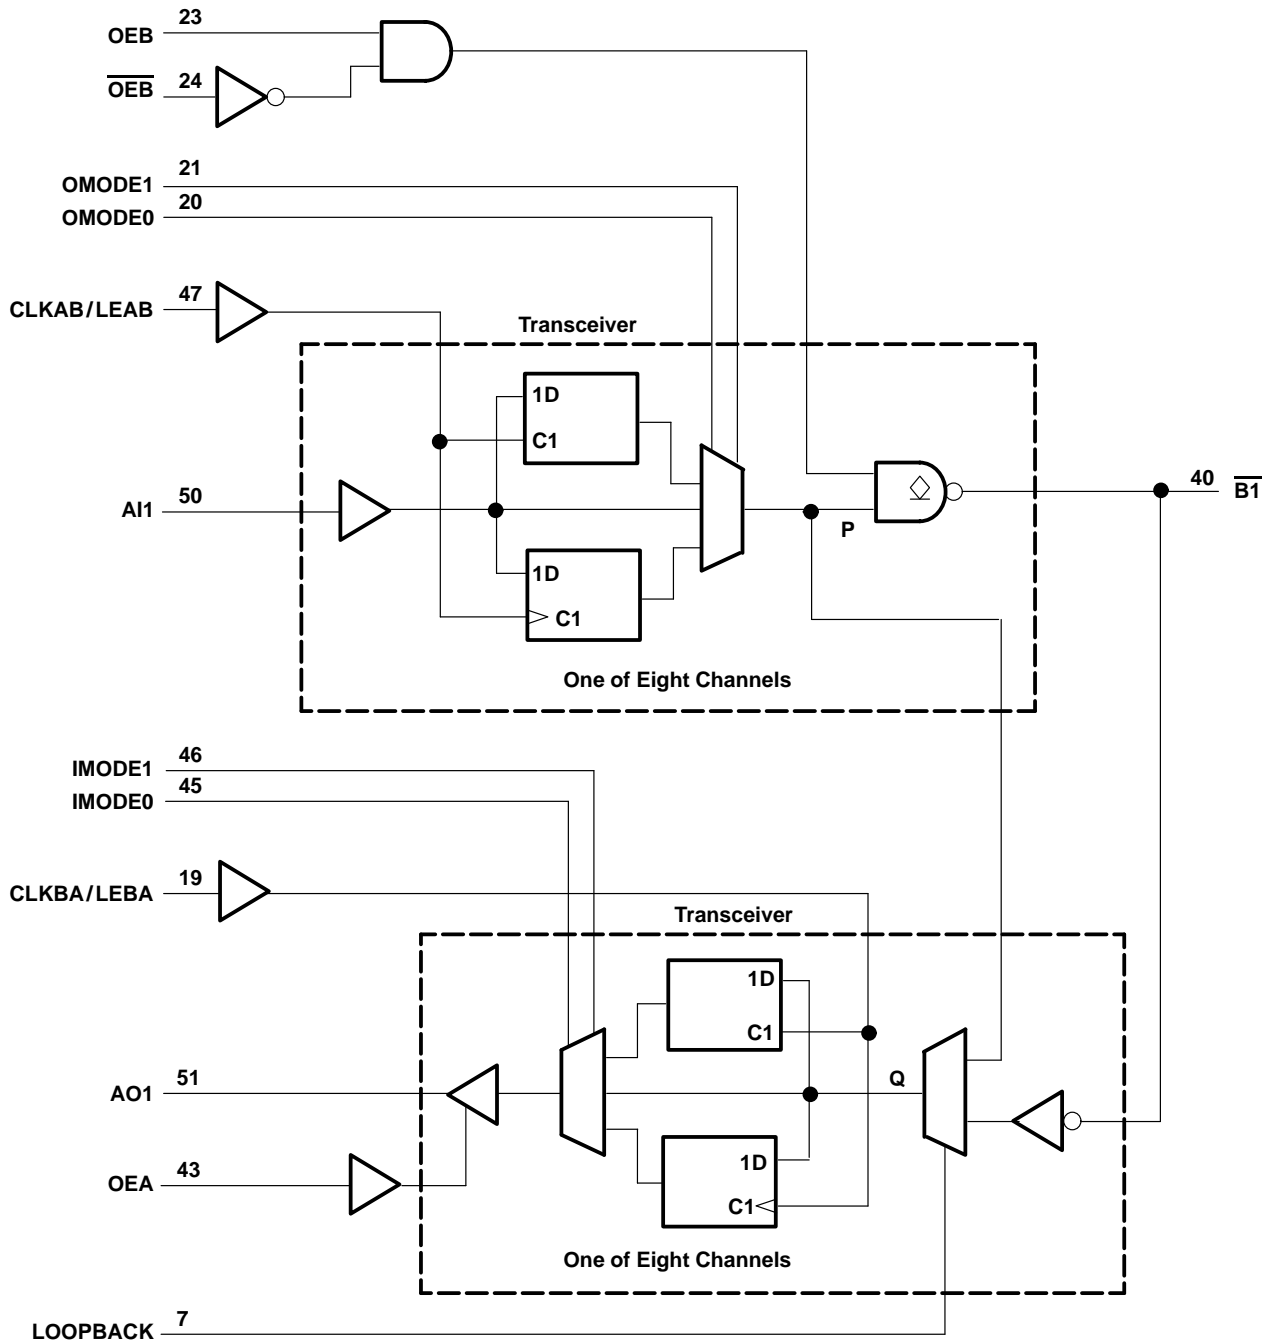 OEB 23
OEB 24
OMODE1 21
OMODE0 20
CLKAB/LEAB 47
Transceiver
1D
C1
AI1 50
40 B1
P
1D
C1
One of Eight Channels
IMODE1 46
IMODE0 45
CLKBA/LEBA 19
Transceiver
1D
C1
AO1 51
Q
1D
OEA 43
C1
One of Eight Channels
LOOPBACK 7